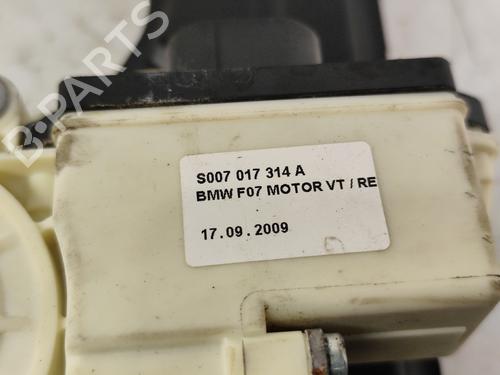 B-PARTS
S007 017 314 A
BMW F07 MOTOR VT / RE
17.09.2009